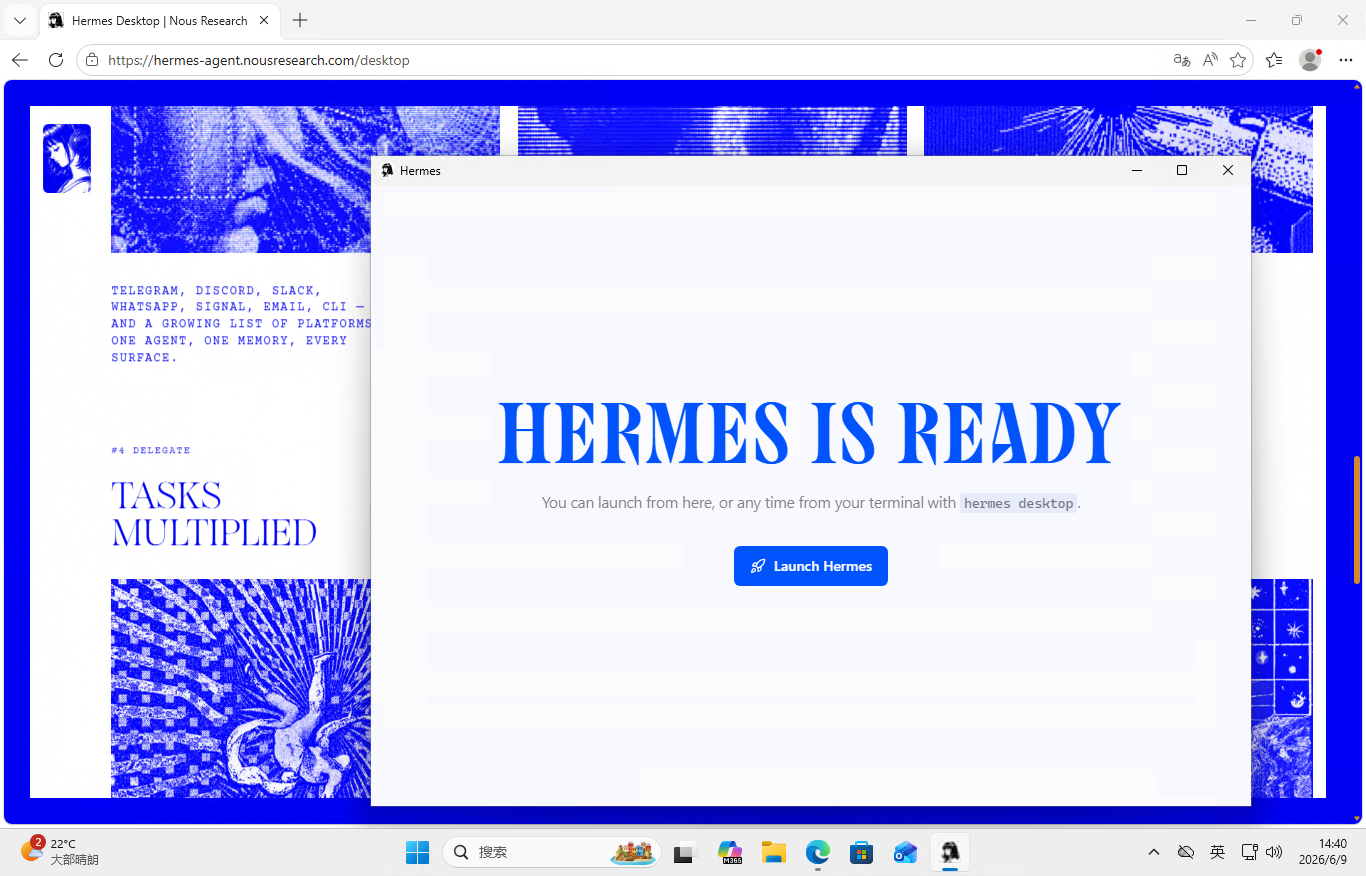 Hermes Desktop | Nous Research
https://hermes-agent.nousresearch.com/desktop
Hermes
TELEGRAM, DISCORD, SLACK,
WHATSAPP, SIGNAL, EMAIL, CLI —
AND A GROWING LIST OF PLATFORMS
ONE AGENT, ONE MEMORY, EVERY
SURFACE.
#4 DELEGATE
TASKS
MULTIPLIED
HERMES IS READY
You can launch from here, or any time from your terminal with hermes desktop.
Launch Hermes
2
22°C
大部晴朗
搜索
M365
英
14:40
2026/6/9